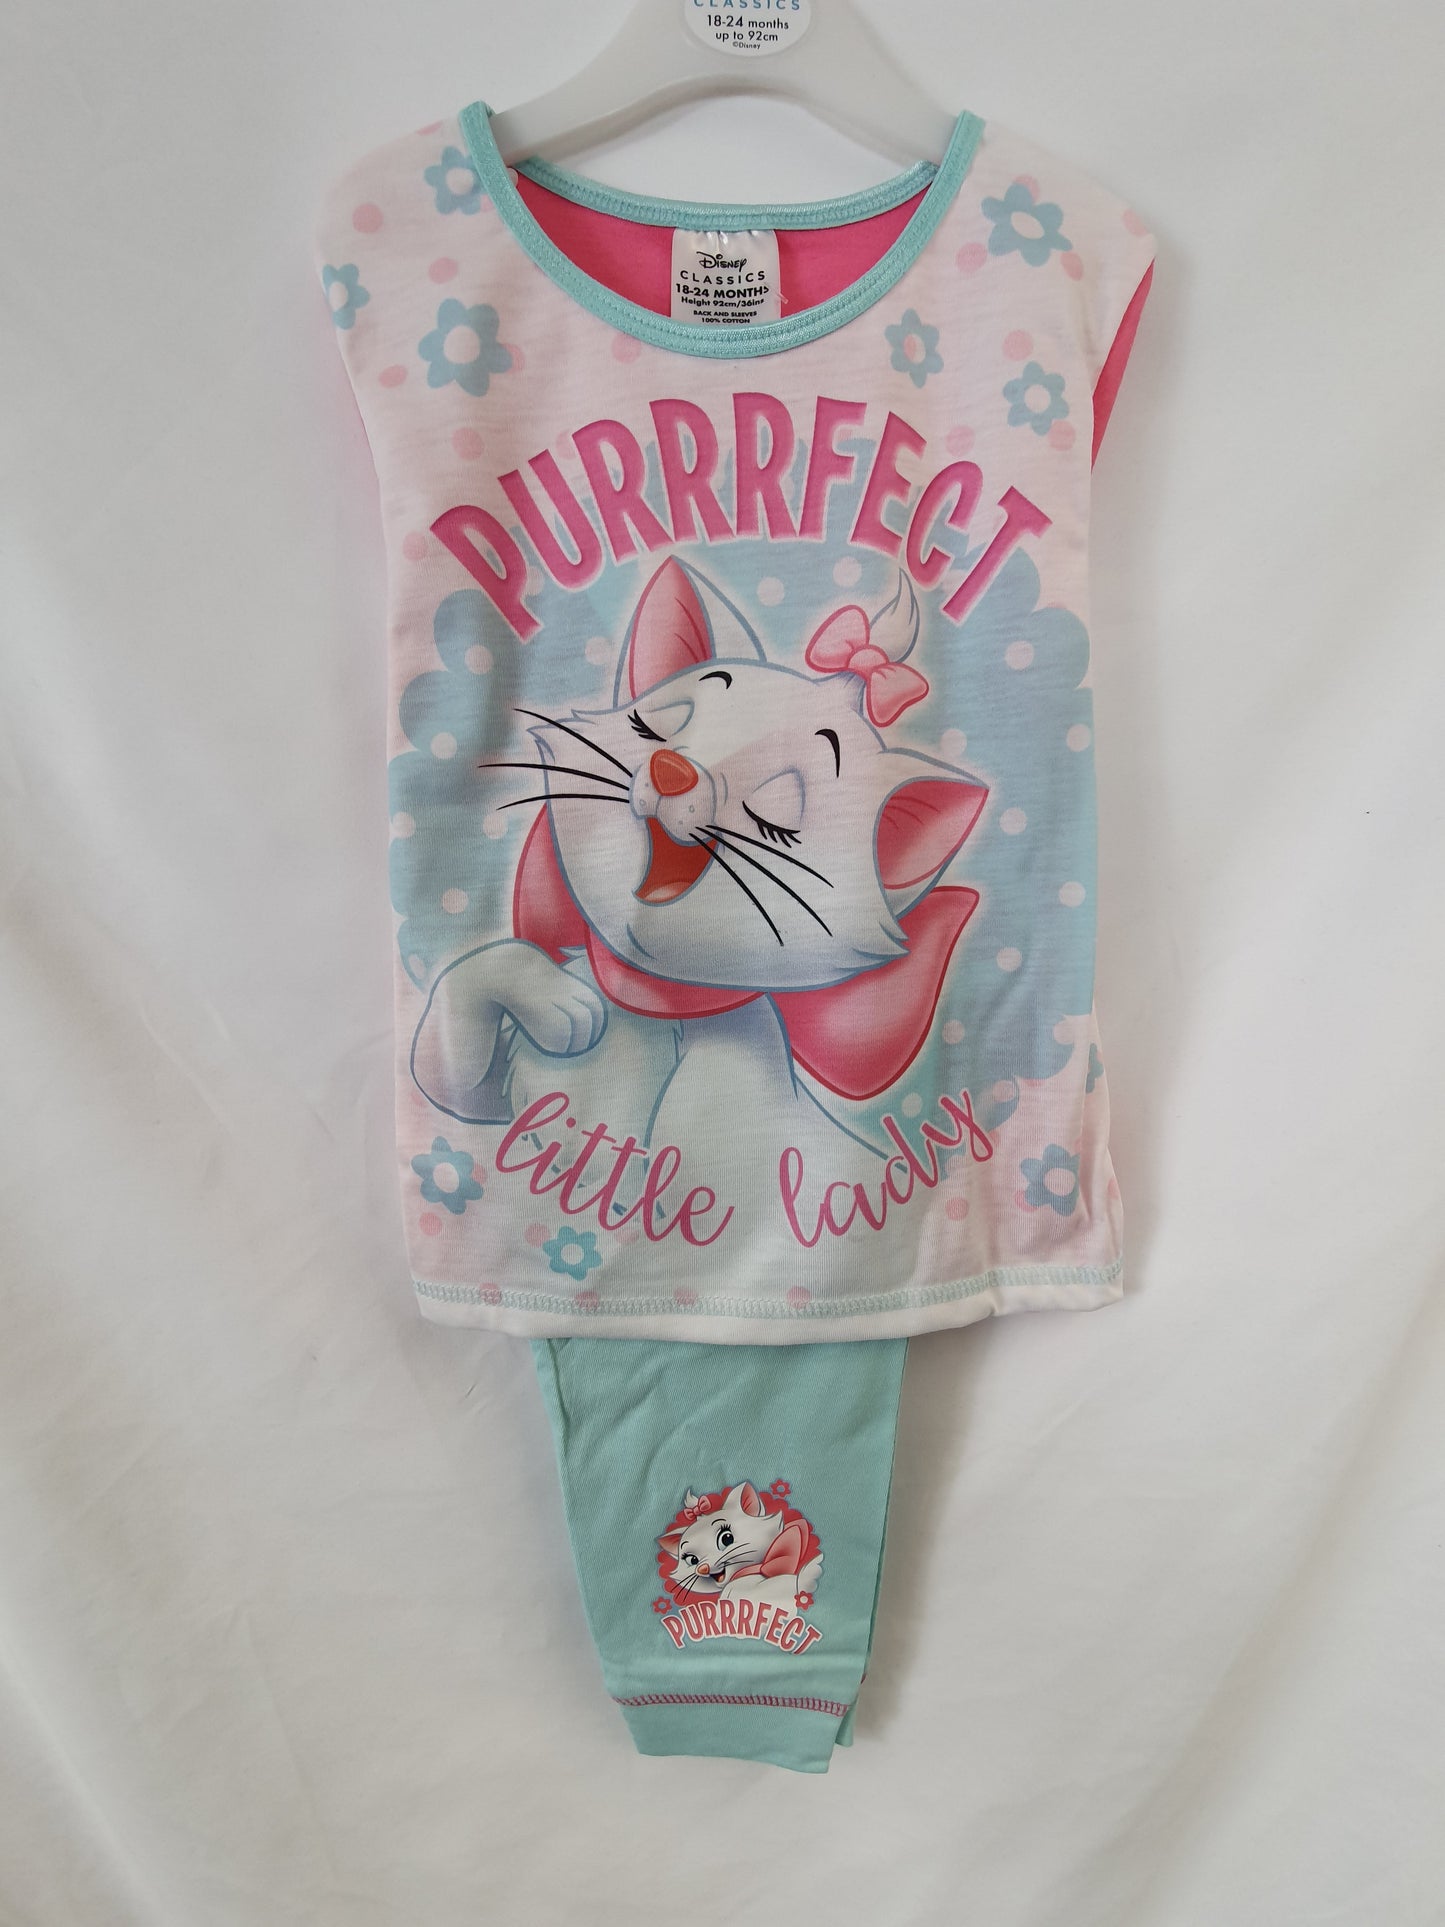 CLASSICS
18-24 months
up to 92cm
©Disney
Disney
CLASSICS
18-24 MONTHS
Height 92cm/36ins
BACK AND SLEEVES
100% COTTON
PURRRFECT
little lady
PURRRFECT